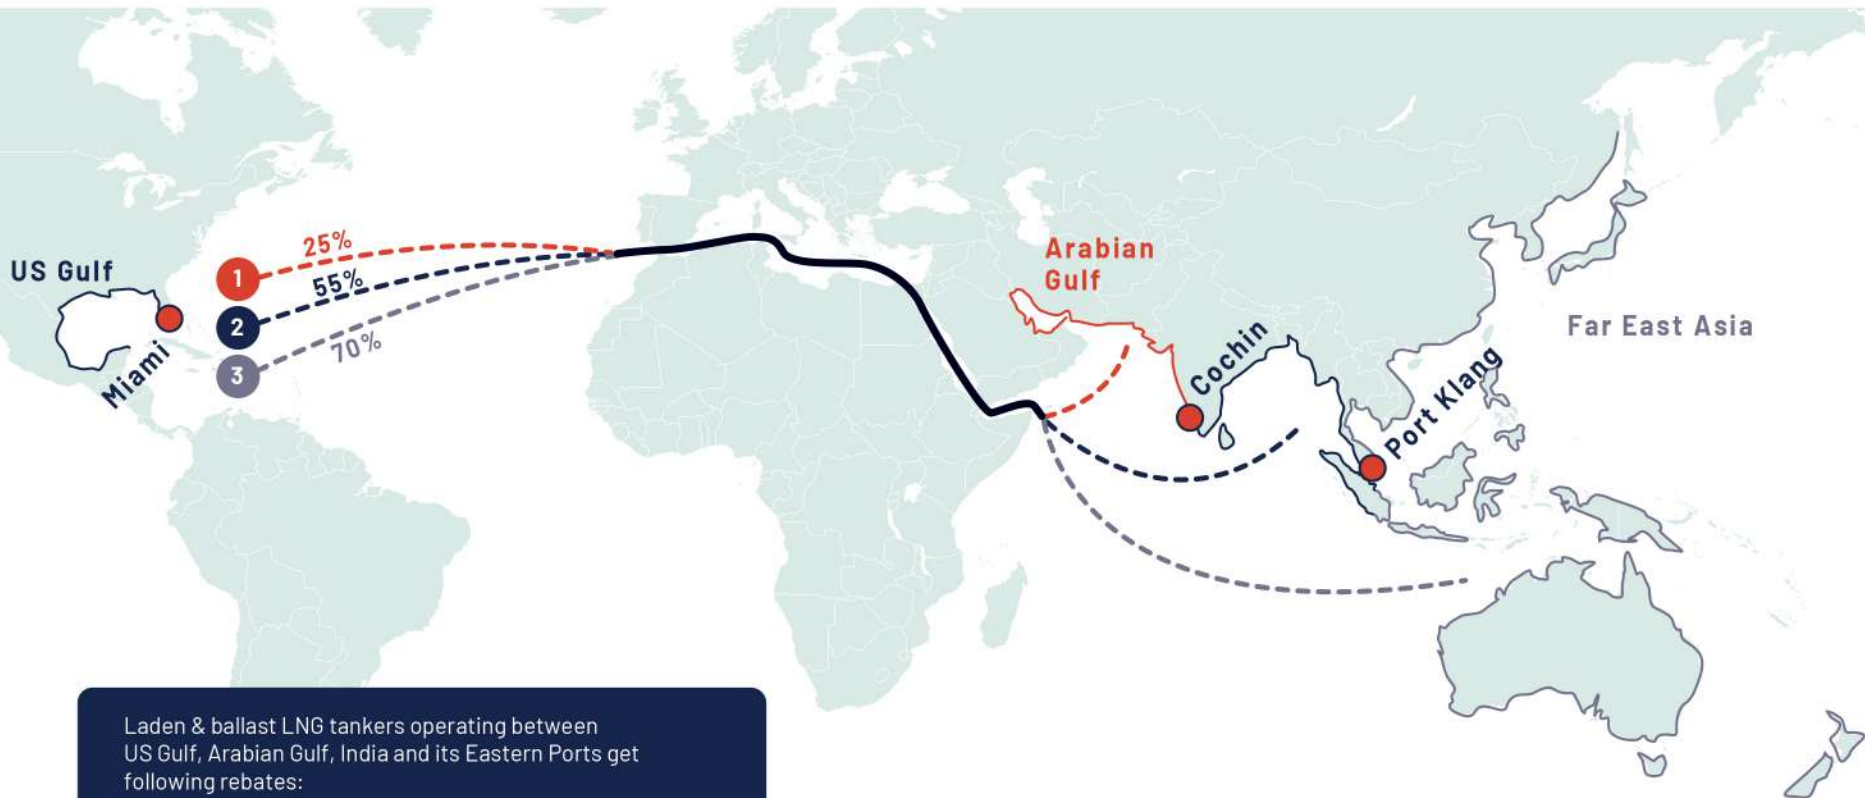 US Gulf
Miami
1
25%
2
55%
3
70%
Arabian
Gulf
Cochin
Port Klang
Far East Asia
Laden & ballast LNG tankers operating between
US Gulf, Arabian Gulf, India and its Eastern Ports get
following rebates: